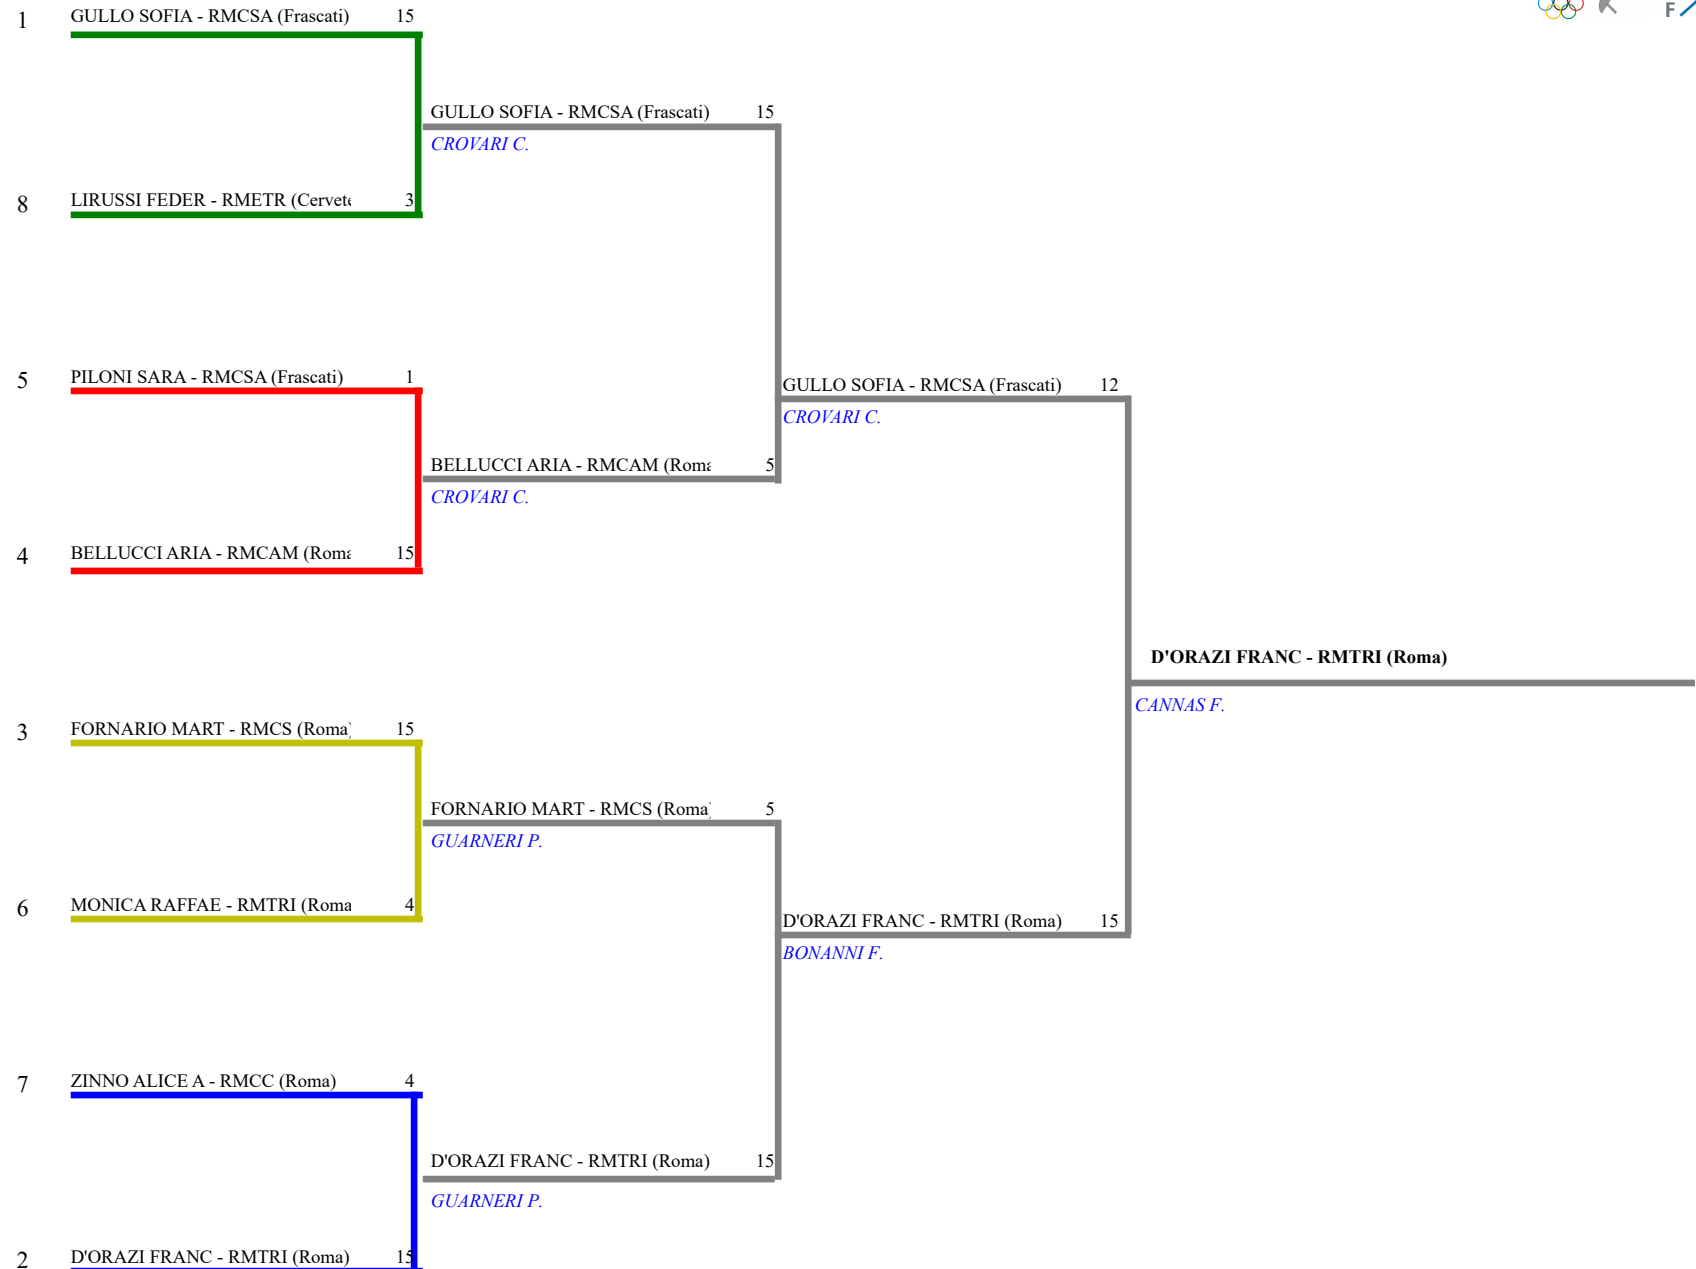 F
1 GULLO SOFIA - RMCSA (Frascati) 15
GULLO SOFIA - RMCSA (Frascati) 15
CROVARI C.
8 LIRUSSI FEDER - RMETR (Cervete 3
5 PILONI SARA - RMCSA (Frascati) 1
GULLO SOFIA - RMCSA (Frascati) 12
CROVARI C.
BELLUCCI ARIA - RMCAM (Roma 5
CROVARI C.
4 BELLUCCI ARIA - RMCAM (Roma 15
D'ORAZI FRANC - RMTRI (Roma)
CANNAS F.
3 FORNARIO MART - RMCS (Roma) 15
FORNARIO MART - RMCS (Roma) 5
GUARNERI P.
6 MONICA RAFFAE - RMTRI (Roma 4
D'ORAZI FRANC - RMTRI (Roma) 15
BONANNI F.
7 ZINNO ALICE A - RMCC (Roma) 4
D'ORAZI FRANC - RMTRI (Roma) 15
GUARNERI P.
2 D'ORAZI FRANC - RMTRI (Roma) 15